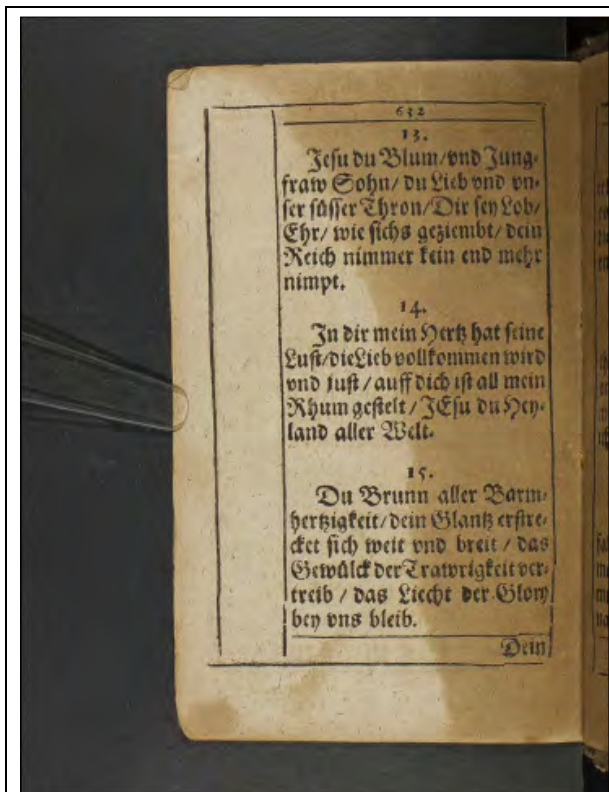 632
13.
Jesu du Blum/vnd Jung-
fraw Sohn/ du Lieb vnd vn-
ser süsser Thron/Dir sey Lob/
Ehr/ wie sichs geziembt/ dein
Reich nimmer kein end mehr
nimpt.
14.
In dir mein Hertz hat seine
Lust/dieLieb vollkommen wird
vnd just / auff dich ist all mein
Rhum gestelt/ JEsu du Hey-
land aller Welt.
15.
Du Brunn aller Barm-
hertzigkeit/dein Glantz erstre-
cket sich weit vnd breit / das
Gewülck der Trawrigkeit ver-
treib / das Liecht der Glory
bey vns bleib.
Dein